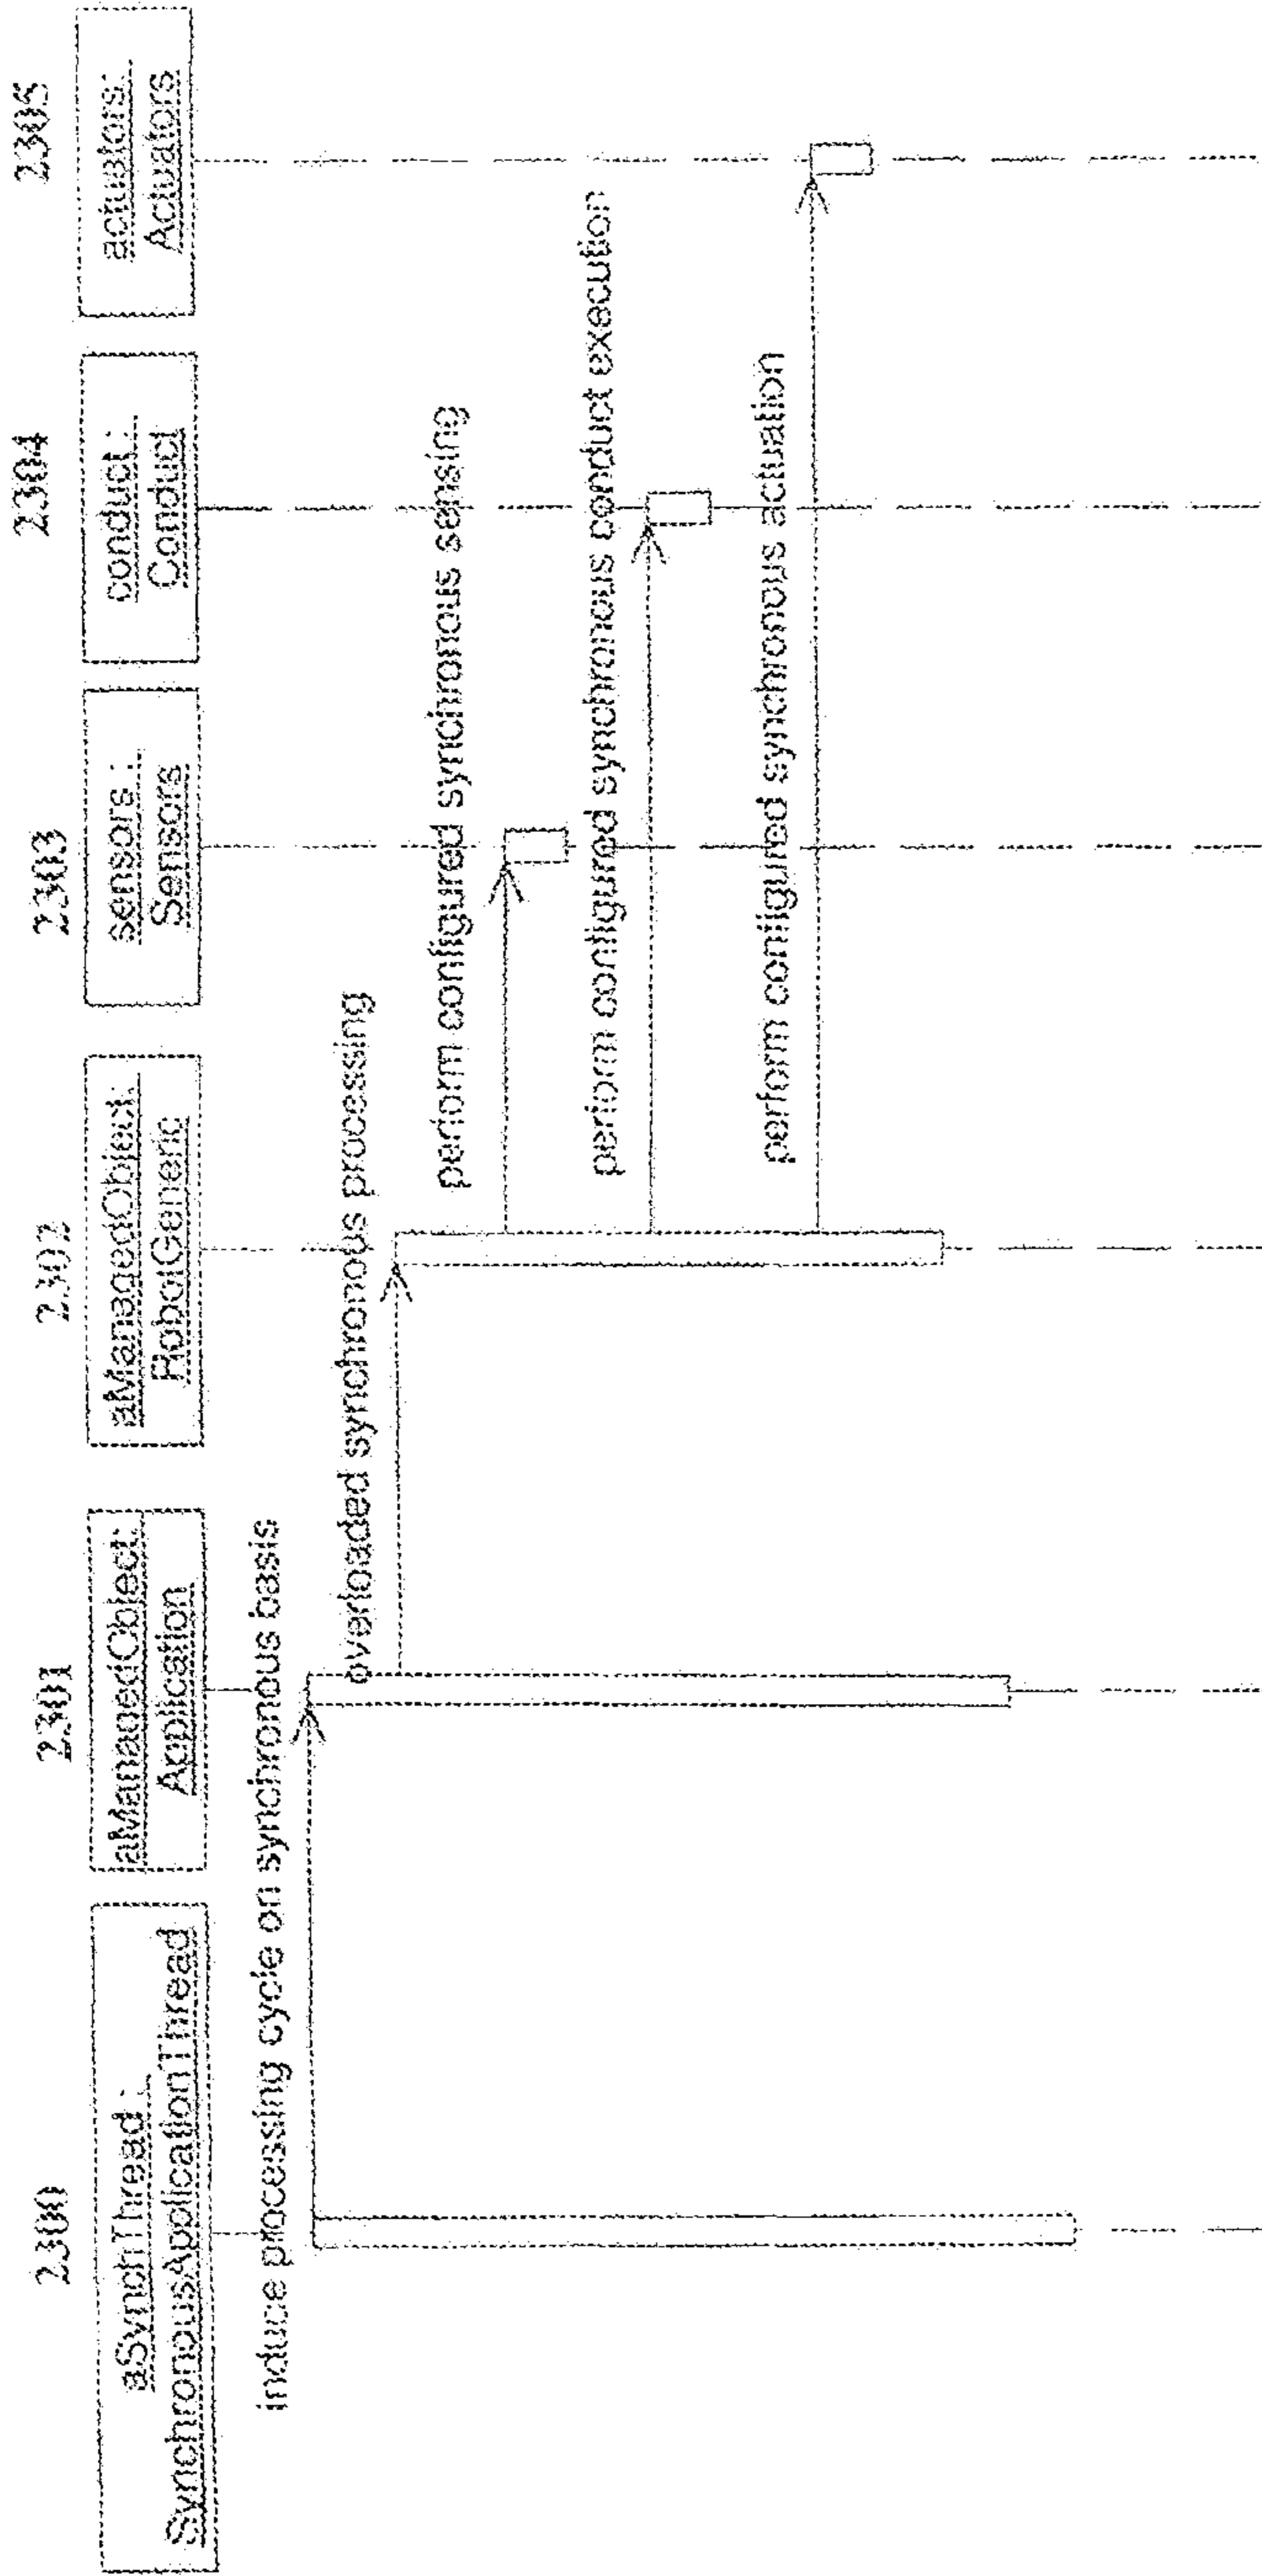 2300
2301
2302
2303
2304
2305
aSynchThread :
SynchronousApplicationThread
aManagedObject:
Application
aManagedObject:
RobotGeneric
sensors :
Sensors
conduct :
Conduct
actuators:
Actuators
induce processing cycle on synchronous basis
overloaded synchronous processing
perform configured synchronous sensing
perform configured synchronous conduct execution
perform configured synchronous actuation